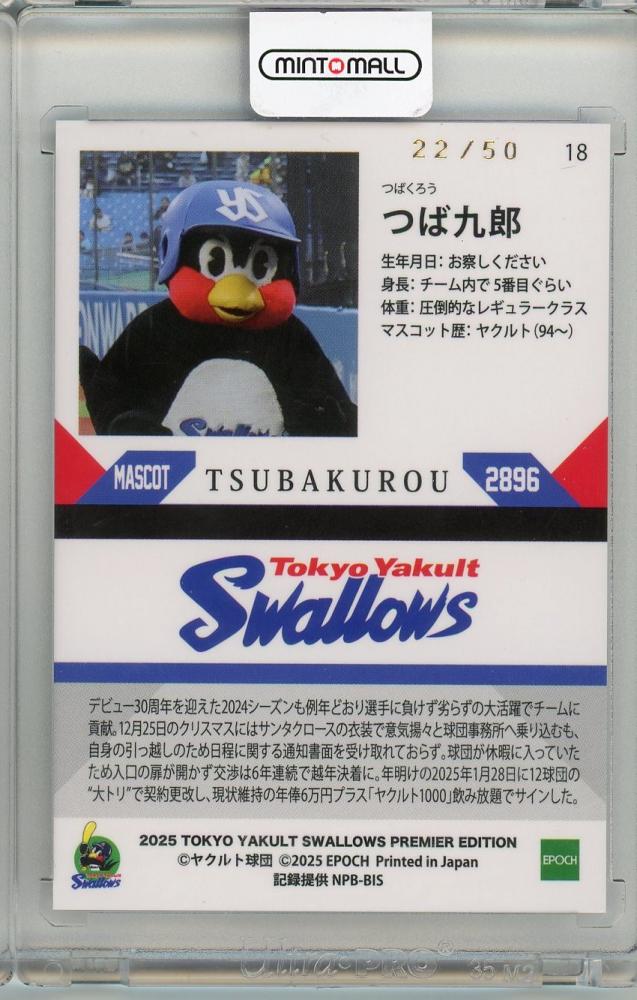 MINTMALL
22/50
18
つばくろう
つば九郎
生年月日: お察しください
身長: チーム内で5番目ぐらい
体重: 圧倒的なレギュラークラス
マスコット歴: ヤクルト(94〜)
YS
Swallows
MASCOT
TSUBAKUROU
2896
Tokyo Yakult
Swallows
デビュー30周年を迎えた2024シーズンも例年どおり選手に負けず劣らずの大活躍でチームに
貢献。12月25日のクリスマスにはサンタクロースの衣装で意気揚々と球団事務所へ乗り込むも、
自身の引っ越しのため日程に関する通知書面を受け取れておらず。球団が休暇に入っていた
ため入口の扉が開かず交渉は6年連続で越年決着に。年明けの2025年1月28日に12球団の
“大トリ”で契約更改し、現状維持の年俸6万円プラス「ヤクルト1000」飲み放題でサインした。
Tokyo Yakult
Swallows
2025 TOKYO YAKULT SWALLOWS PREMIER EDITION
©ヤクルト球団 ©2025 EPOCH Printed in Japan
記録提供 NPB-BIS
EPOCH
Ultra·PRO®